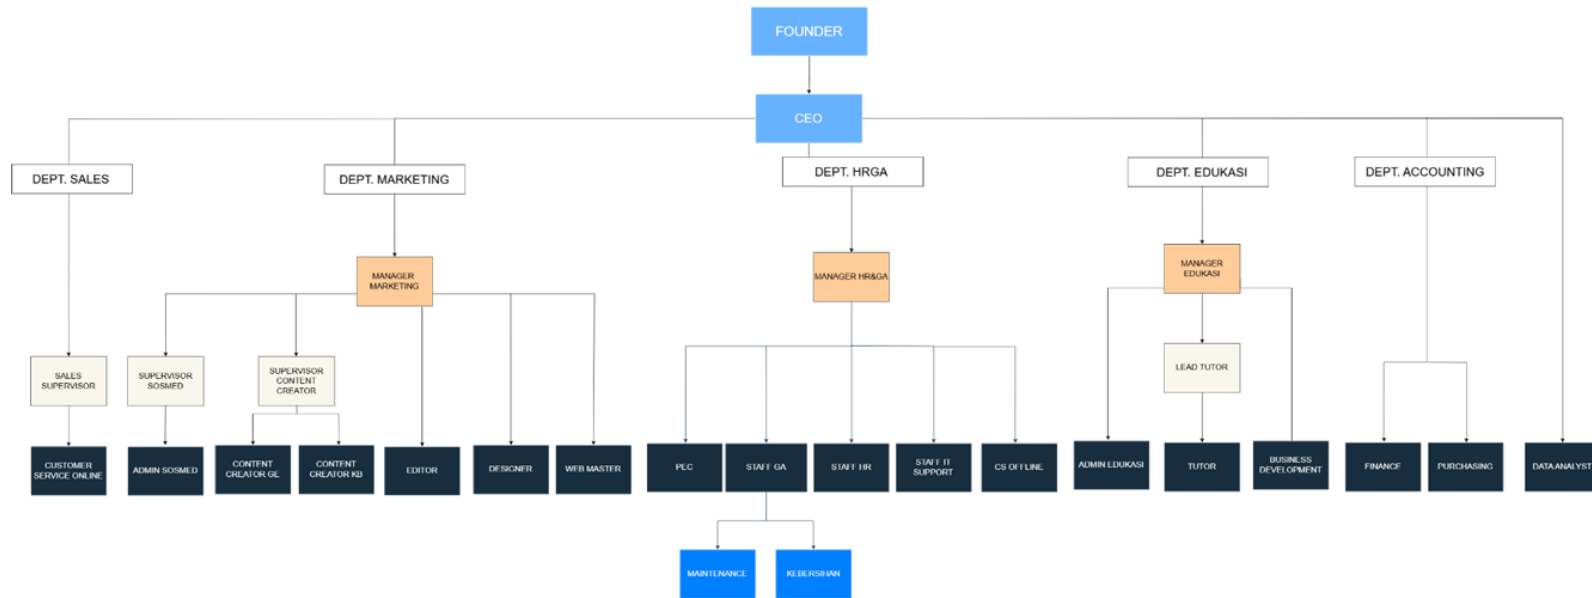 FOUNDER
CEO
DEPT. SALES
DEPT. MARKETING
DEPT. HRGA
DEPT. EDUKASI
DEPT. ACCOUNTING
MANAGER
MARKETING
MANAGER HR&GA
MANAGER
EDUKASI
SALES
SUPERVISOR
SUPERVISOR
SOSMED
SUPERVISOR
CONTENT
CREATOR
LEAD TUTOR
CUSTOMER
SERVICE ONLINE
ADMIN SOSMED
CONTENT
CREATOR GE
CONTENT
CREATOR KB
EDITOR
DESIGNER
WEB MASTER
PEC
STAFF GA
STAFF HR
STAFF IT
SUPPORT
CS OFFLINE
ADMIN EDUKASI
TUTOR
BUSINESS
DEVELOPMENT
FINANCE
PURCHASING
DATA ANALYST
MAINTENANCE
KEBERSIHAN